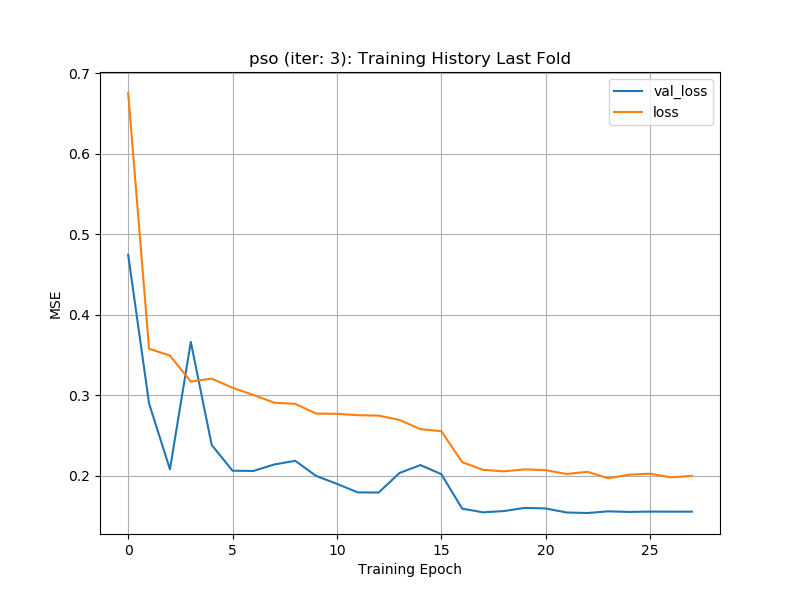 pso (iter: 3): Training History Last Fold
val_loss
loss
MSE
0.7
0.6
0.5
0.4
0.3
0.2
0 5 10 15 20 25
Training Epoch